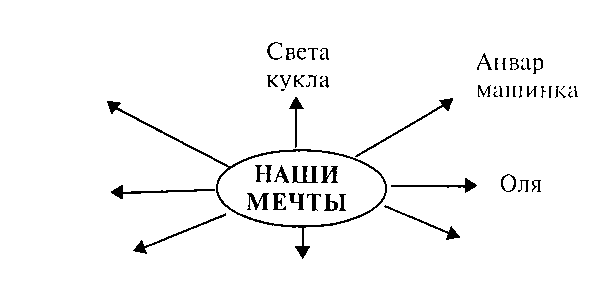 Света
кукла
Анвар
машинка
НАШИ
МЕЧТЫ
Оля